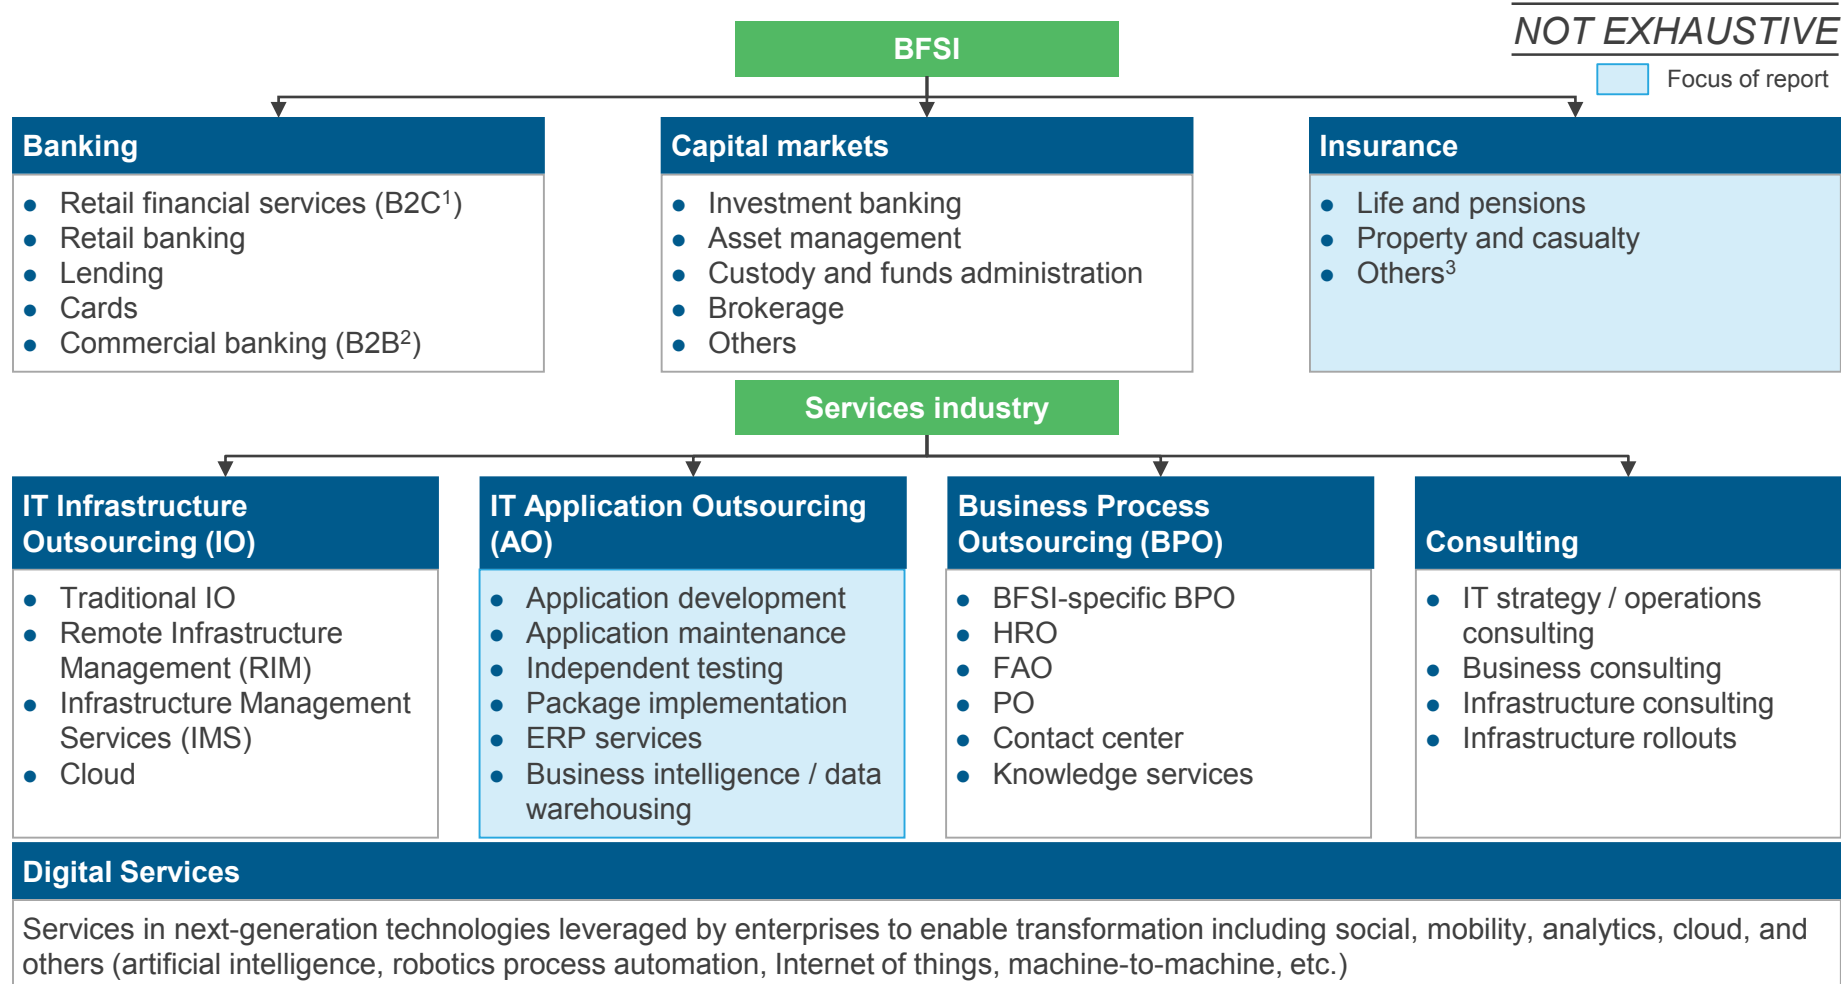 NOT EXHAUSTIVE
BFSI
Focus of report
Banking
Retail financial services (B2C¹)
Retail banking
Lending
Cards
Commercial banking (B2B²)
Capital markets
Investment banking
Asset management
Custody and funds administration
Brokerage
Others
Insurance
Life and pensions
Property and casualty
Others³
Services industry
IT Infrastructure
Outsourcing (IO)
Traditional IO
Remote Infrastructure
Management (RIM)
Infrastructure Management
Services (IMS)
Cloud
IT Application Outsourcing
(AO)
Application development
Application maintenance
Independent testing
Package implementation
ERP services
Business intelligence / data
warehousing
Business Process
Outsourcing (BPO)
BFSI-specific BPO
HRO
FAO
PO
Contact center
Knowledge services
Consulting
IT strategy / operations
consulting
Business consulting
Infrastructure consulting
Infrastructure rollouts
Digital Services
Services in next-generation technologies leveraged by enterprises to enable transformation including social, mobility, analytics, cloud, and
others (artificial intelligence, robotics process automation, Internet of things, machine-to-machine, etc.)